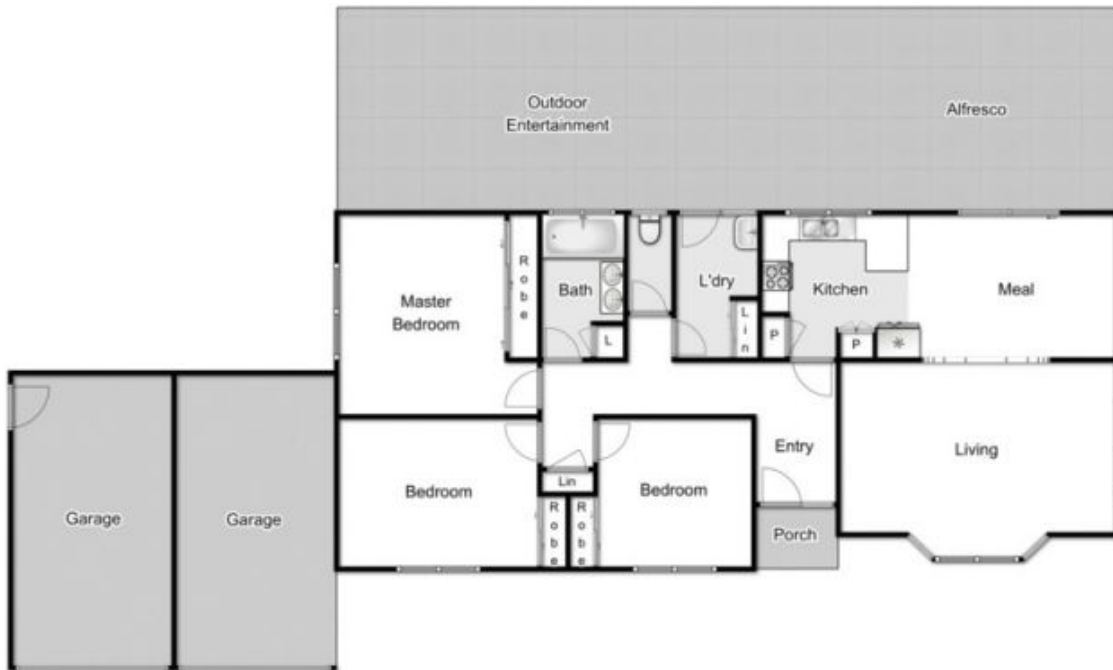 Outdoor
Entertainment
Alfresco
Master
Bedroom
Robe
Bath
L
L'dry
Lin
Kitchen
P
P
Meal
Garage
Garage
Bedroom
Lin
Robe
Robe
Bedroom
Entry
Porch
Living